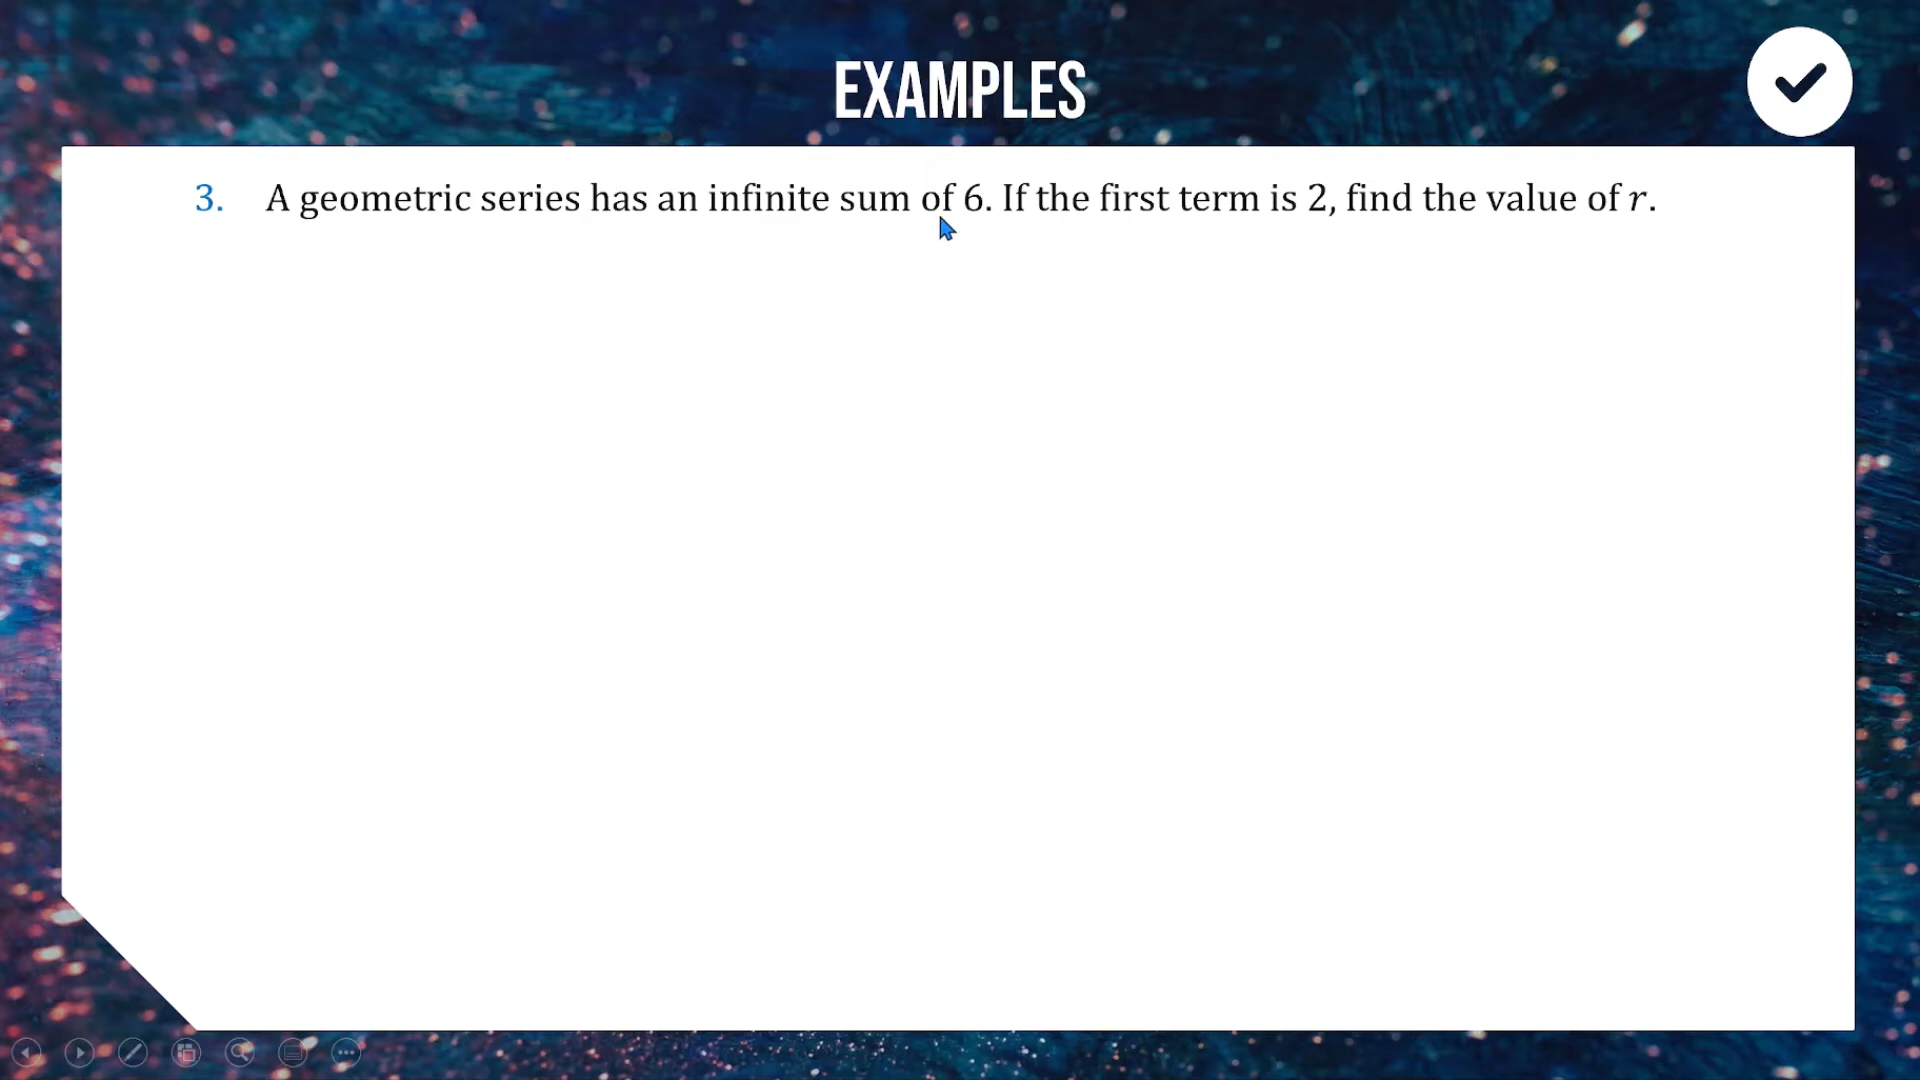 EXAMPLES
3. A geometric series has an infinite sum of 6. If the first term is 2, find the value of r.